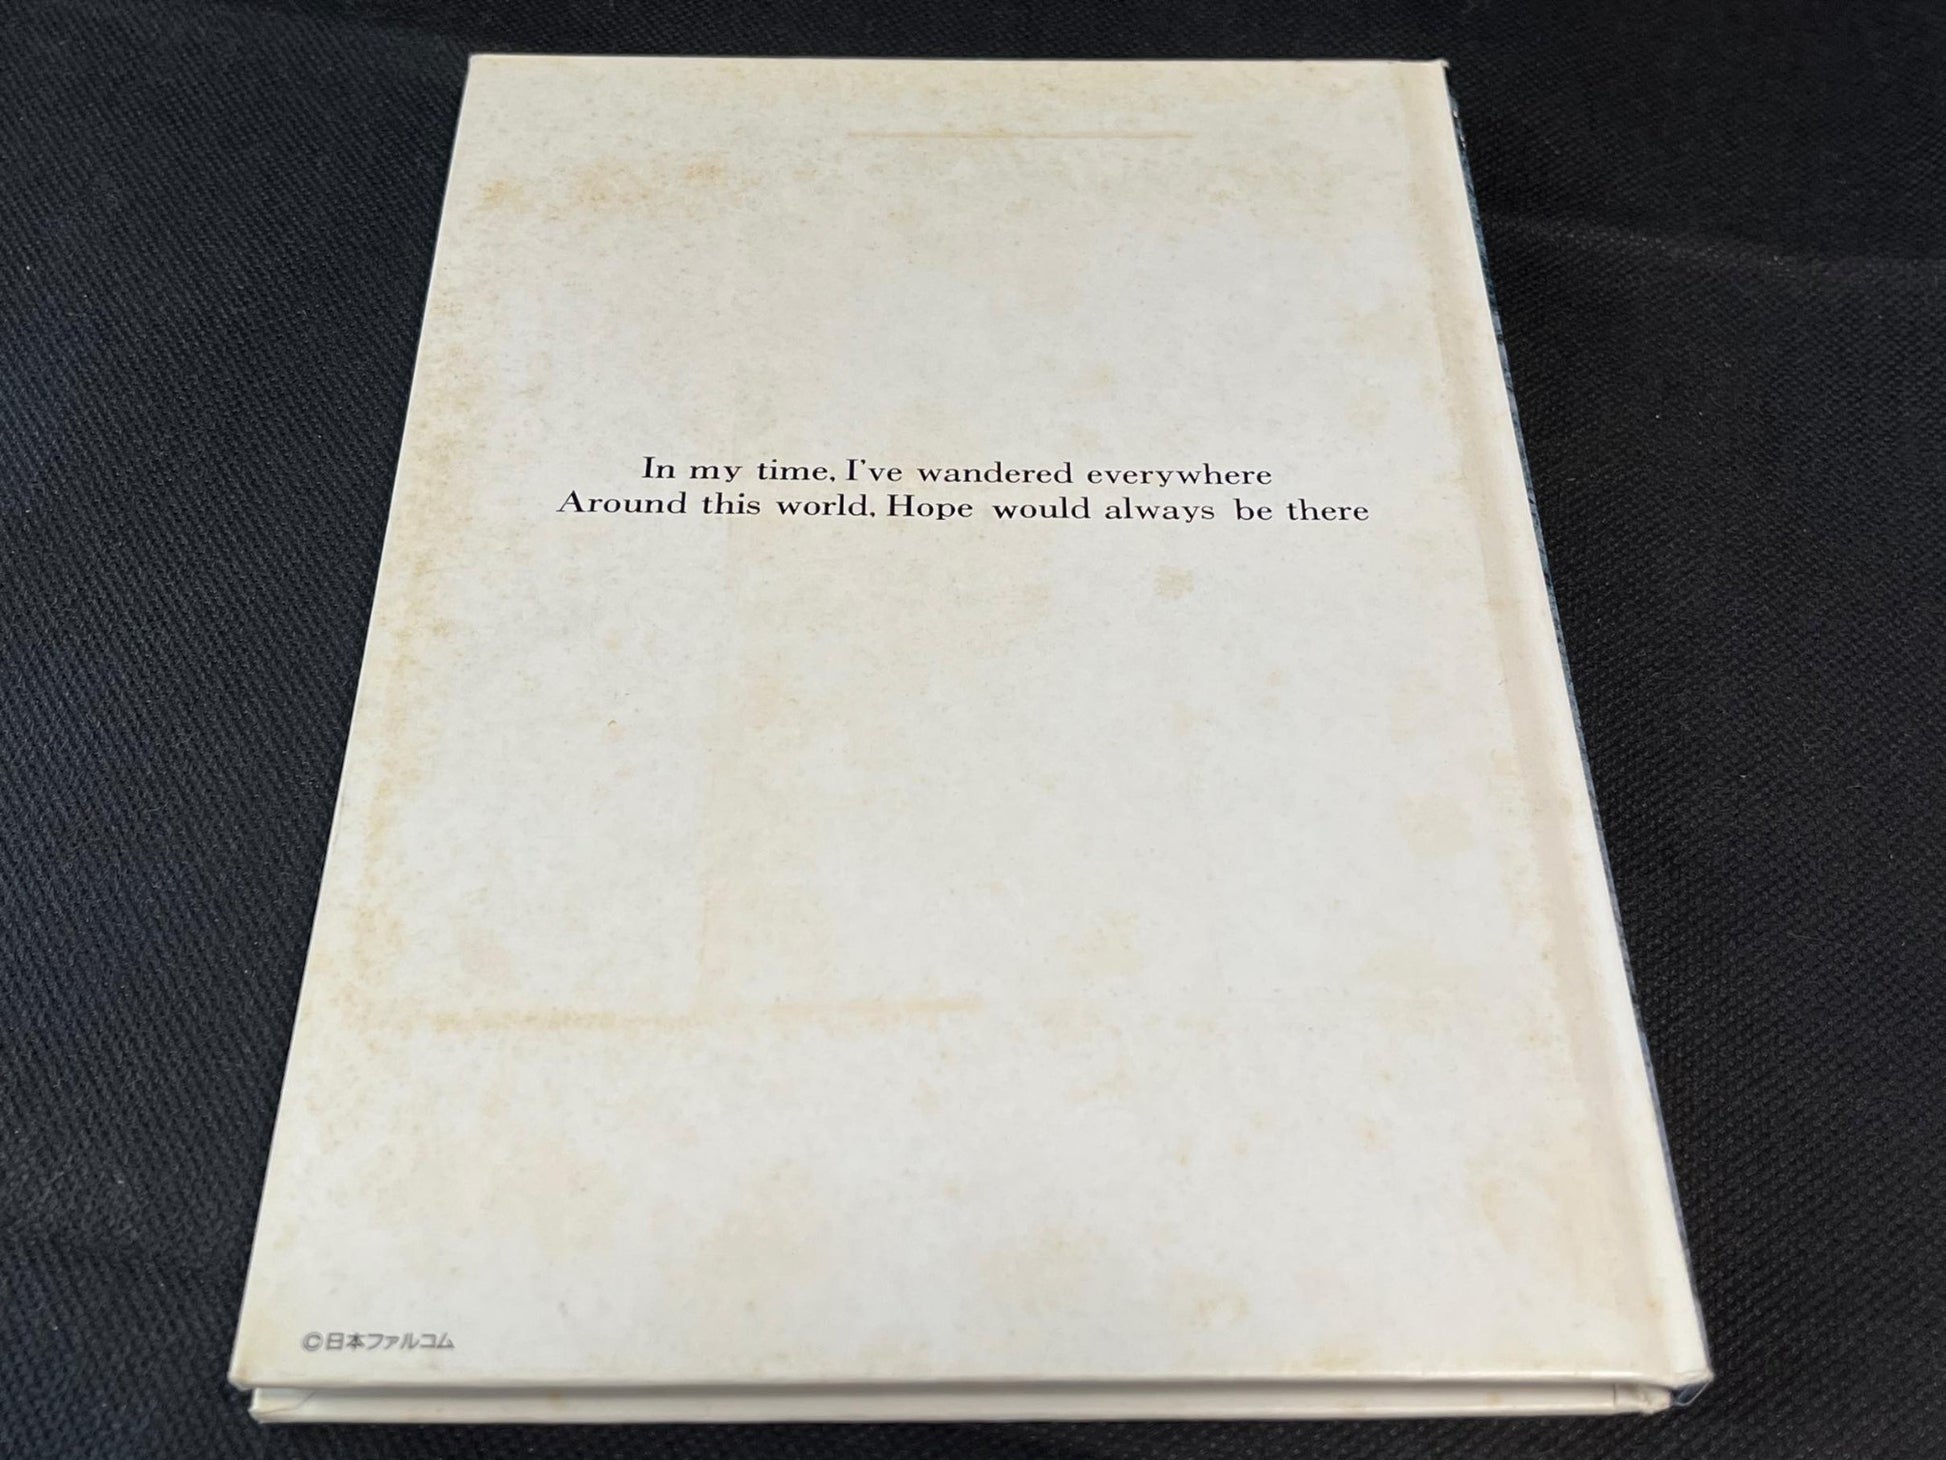 In my time, I've wandered everywhere
Around this world, Hope would always be there
©日本ファルコム